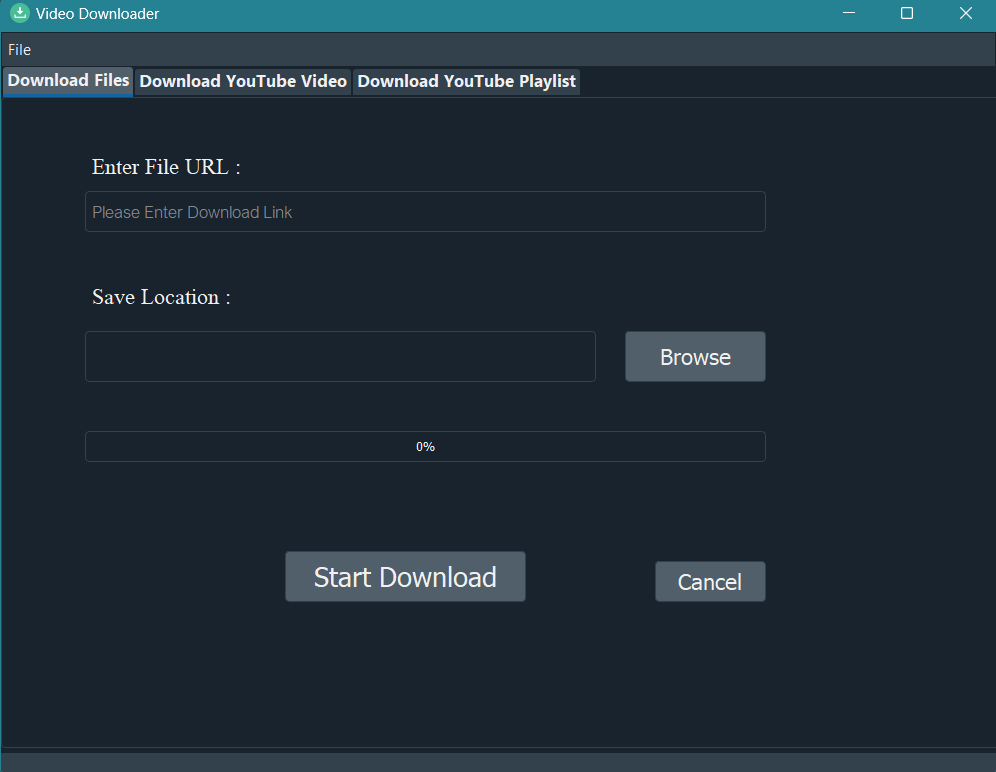 Video Downloader
File
Download Files Download YouTube Video Download YouTube Playlist
Enter File URL :
Please Enter Download Link
Save Location :
Browse
0%
Start Download
Cancel